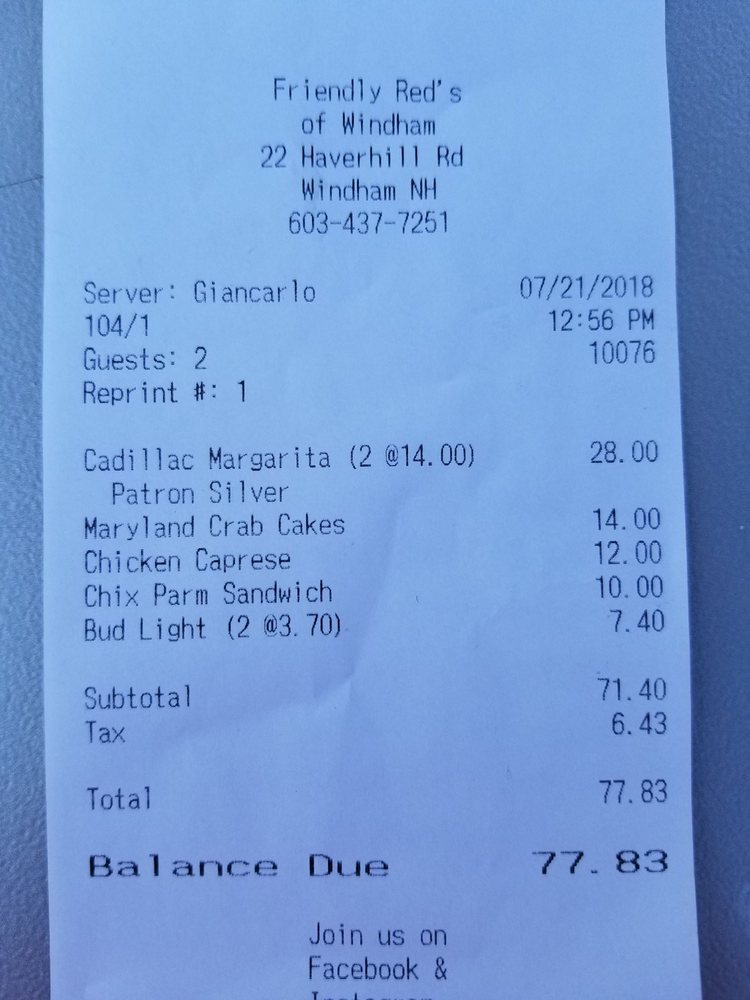 Friendly Red's
of Windham
22 Haverhill Rd
Windham NH
603-437-7251
Server: Giancarlo 07/21/2018
104/1 12:56 PM
Guests: 2 10076
Reprint #: 1
Cadillac Margarita (2 @14.00) 28.00
Patron Silver
Maryland Crab Cakes 14.00
Chicken Caprese 12.00
Chix Parm Sandwich 10.00
Bud Light (2 @3.70) 7.40
Subtotal 71.40
Tax 6.43
Total 77.83
Balance Due 77.83
Join us on
Facebook &